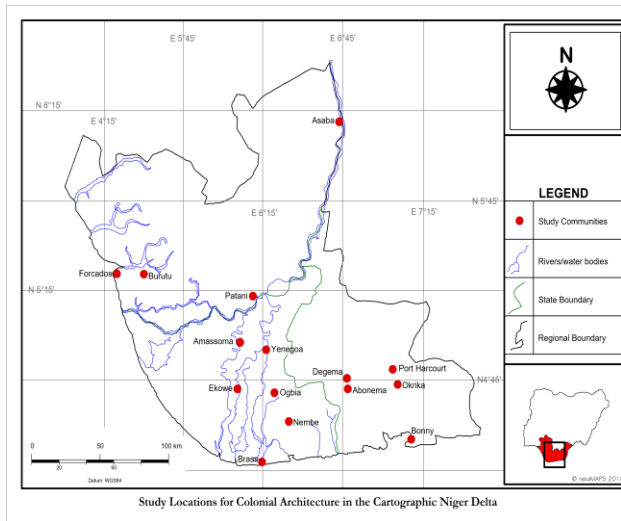 E 5°45'
E 6°45'
N 6°15'
E 4°15'
Asaba
N 5°45'
E 6°15'
E 7°15'
Forcados
Burutu
N 5°15'
Patani
Amassoma
Yenegoa
Degema
Port Harcourt
Ekowe
Ogbia
Abonema
Okrika
N4°45'
Nembe
Bonny
Brass
0
50
100 km
20
40
60
80
N
LEGEND
Study Communities
Rivers/water bodies
State Boundary
Regional Boundary
Study Locations for Colonial Architecture in the Cartographic Niger Delta